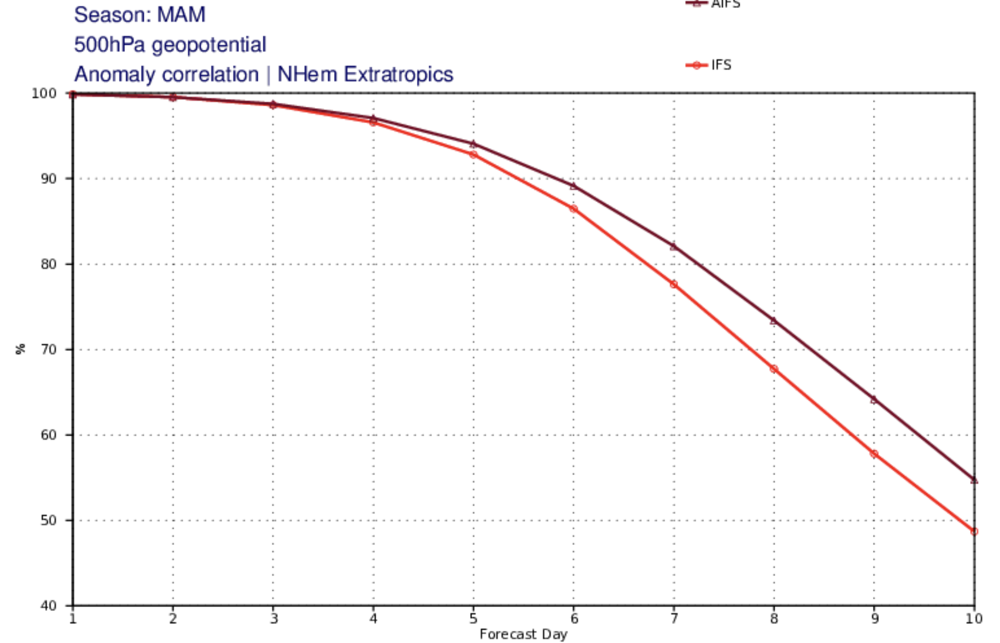 AIFS
Season: MAM
500hPa geopotential
IFS
Anomaly correlation | NHem Extratropics
100
90
80
70
%
60
50
40
1 2 3 4 5 6 7 8 9 10
Forecast Day